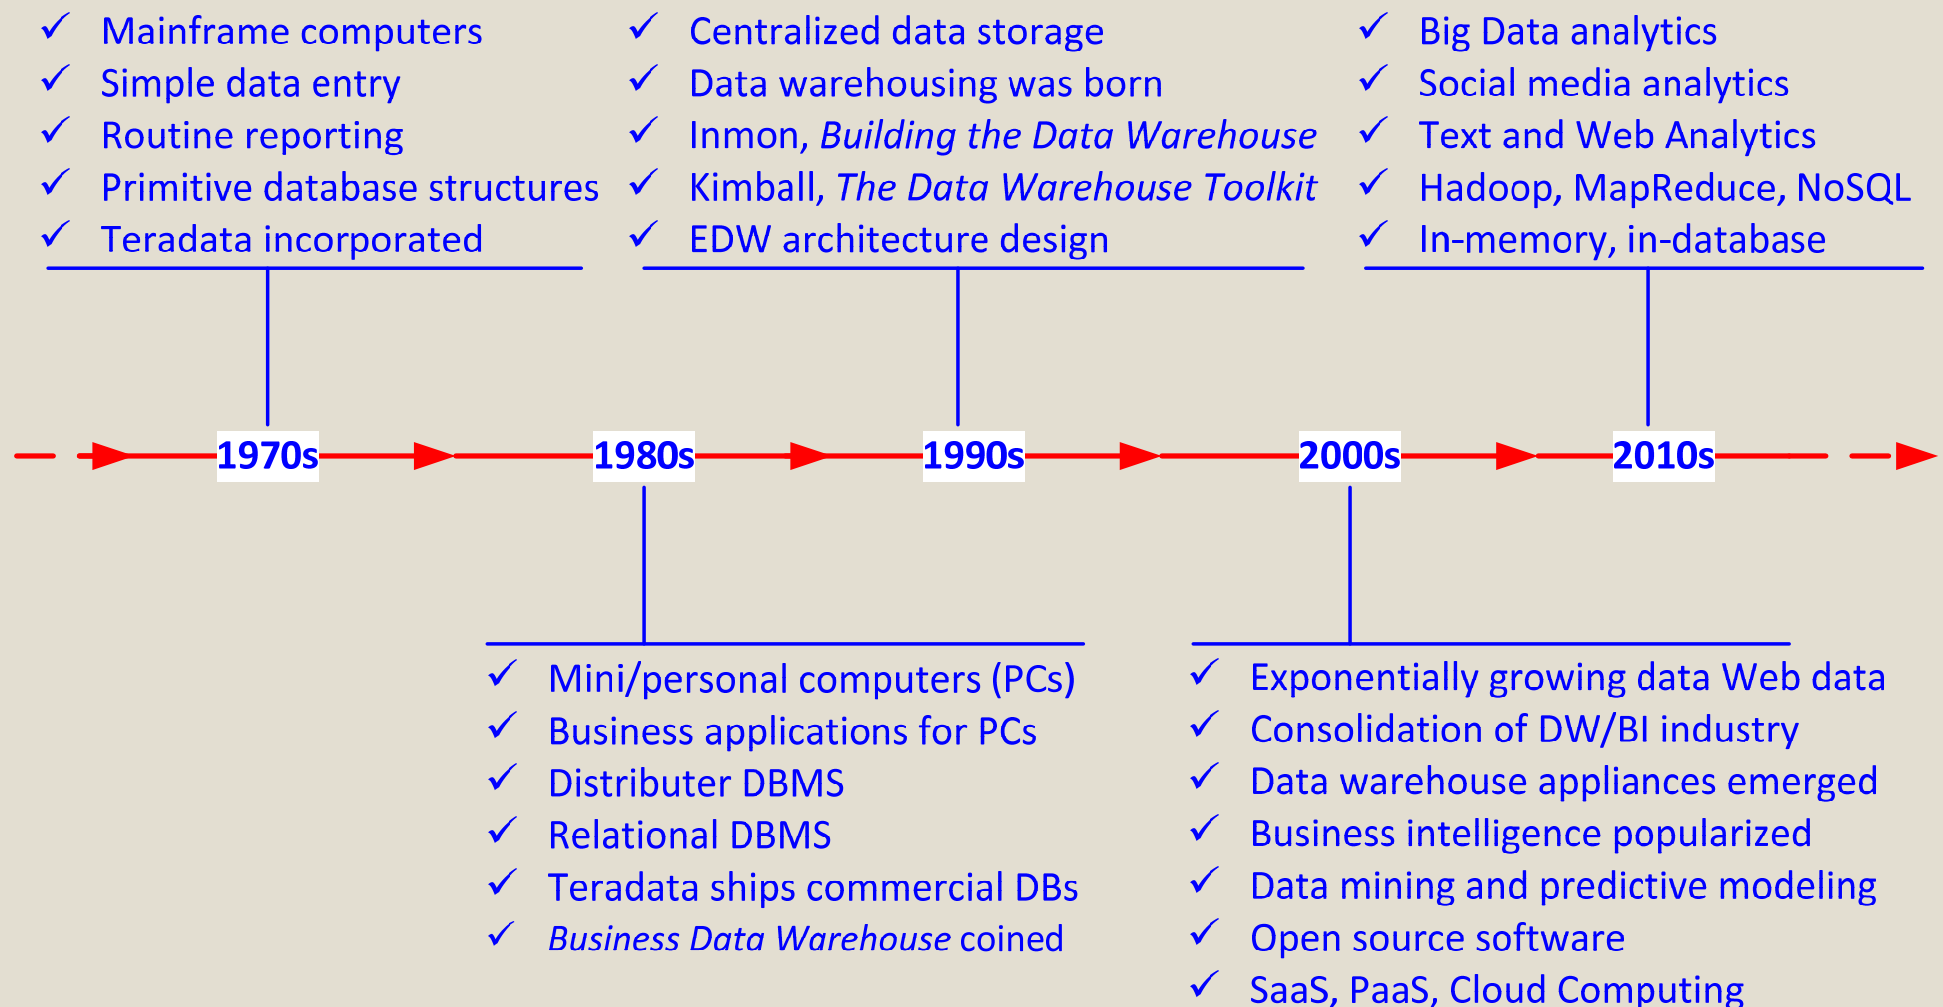 ✓ Mainframe computers
✓ Simple data entry
✓ Routine reporting
✓ Primitive database structures
✓ Teradata incorporated
✓ Centralized data storage
✓ Data warehousing was born
✓ Inmon, Building the Data Warehouse
✓ Kimball, The Data Warehouse Toolkit
✓ EDW architecture design
✓ Big Data analytics
✓ Social media analytics
✓ Text and Web Analytics
✓ Hadoop, MapReduce, NoSQL
✓ In-memory, in-database
1970s
1980s
1990s
2000s
2010s
✓ Mini/personal computers (PCs)
✓ Business applications for PCs
✓ Distributer DBMS
✓ Relational DBMS
✓ Teradata ships commercial DBs
✓ Business Data Warehouse coined
✓ Exponentially growing data Web data
✓ Consolidation of DW/BI industry
✓ Data warehouse appliances emerged
✓ Business intelligence popularized
✓ Data mining and predictive modeling
✓ Open source software
✓ SaaS, PaaS, Cloud Computing